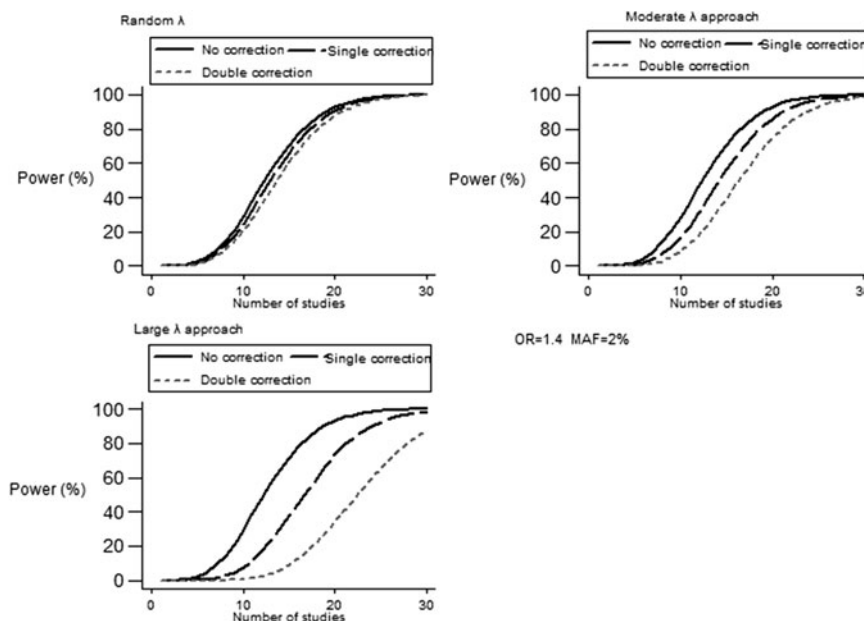 Random λ
No correction
Single correction
Double correction
100
80
60
40
20
0
Power (%)
0
10
20
30
Number of studies
Moderate λ approach
No correction
Single correction
Double correction
100
80
60
40
20
0
Power (%)
0
10
20
30
Number of studies
Large λ approach
No correction
Single correction
Double correction
100
80
60
40
20
0
Power (%)
0
10
20
30
Number of studies
OR=1.4 MAF=2%